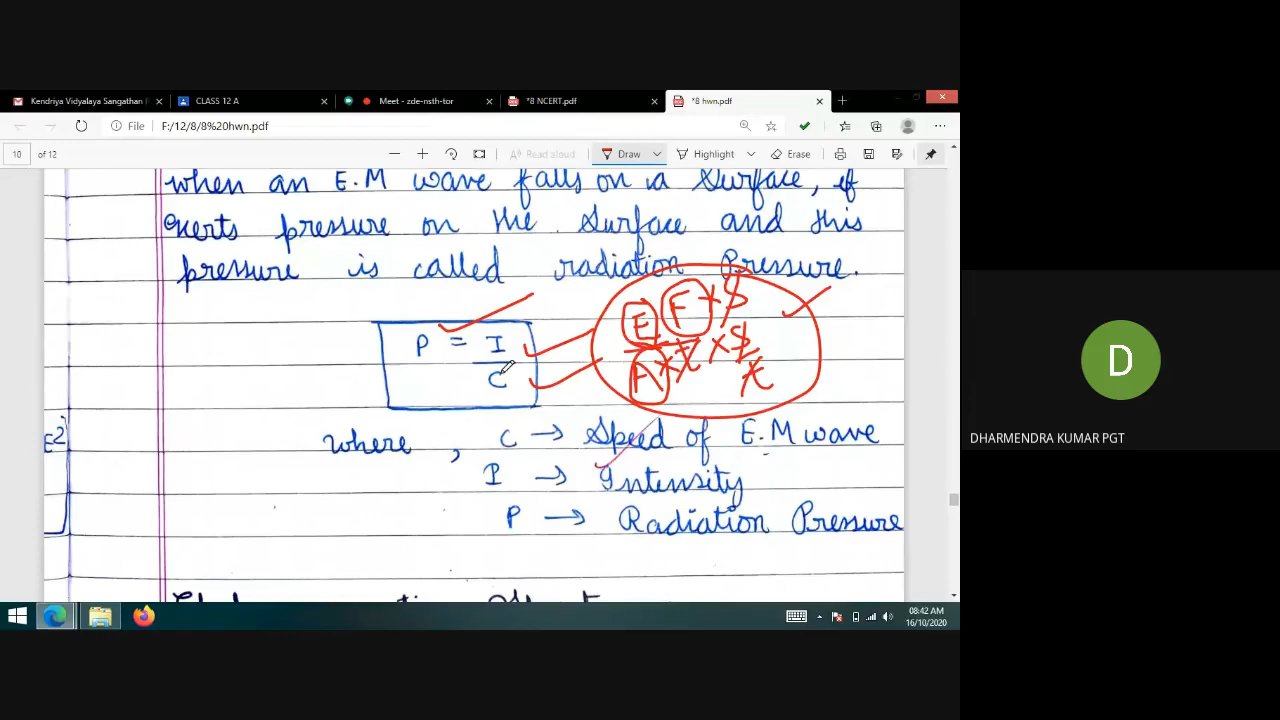 Kendriya Vidyalaya Sangathan
CLASS 12 A
Meet - zde-nsth-tor
*8 NCERT.pdf
*8 hwn.pdf
File F:/12/8/8%20hwn.pdf
10 of 12
Read aloud
Draw
Highlight
Erase
when an E.M wave falls on a Surface, it
exerts pressure on the Surface and this
pressure is called radiation Pressure.
P = I
C
E F × S
A × t × S
t
where, C → Speed of E.M wave
I → Intensity
P → Radiation Pressure
E²
08:42 AM
16/10/2020
D
DHARMENDRA KUMAR PGT